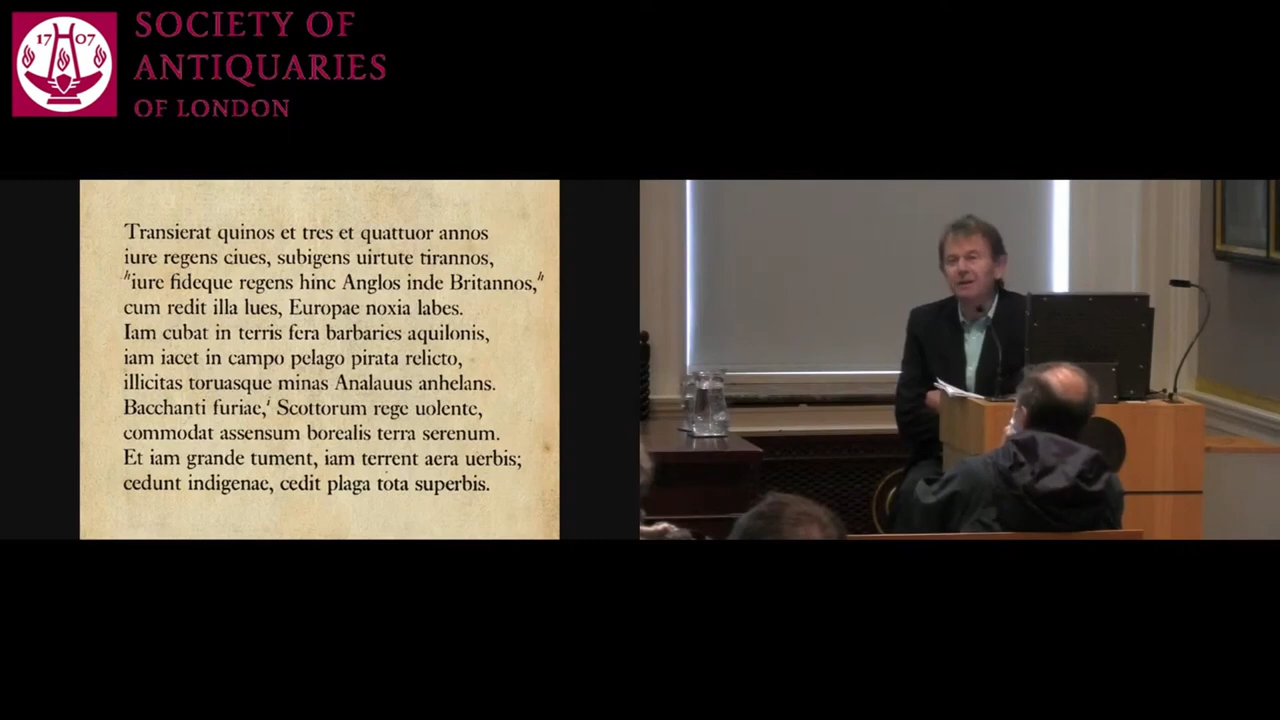 SOCIETY OF
ANTIQUARIES
OF LONDON
17 07
Transierat quinos et tres et quattuor annos
iure regens ciues, subigens uirtute tirannos,
ʰiure fideque regens hinc Anglos inde Britannos,ʰ
cum redit illa lues, Europae noxia labes.
Iam cubat in terris fera barbaries aquilonis,
iam iacet in campo pelago pirata relicto,
illicitas toruasque minas Analauus anhelans.
Bacchanti furiae,ⁱ Scottorum rege uolente,
commodat assensum borealis terra serenum.
Et iam grande tument, iam terrent aera uerbis;
cedunt indigenae, cedit plaga tota superbis.